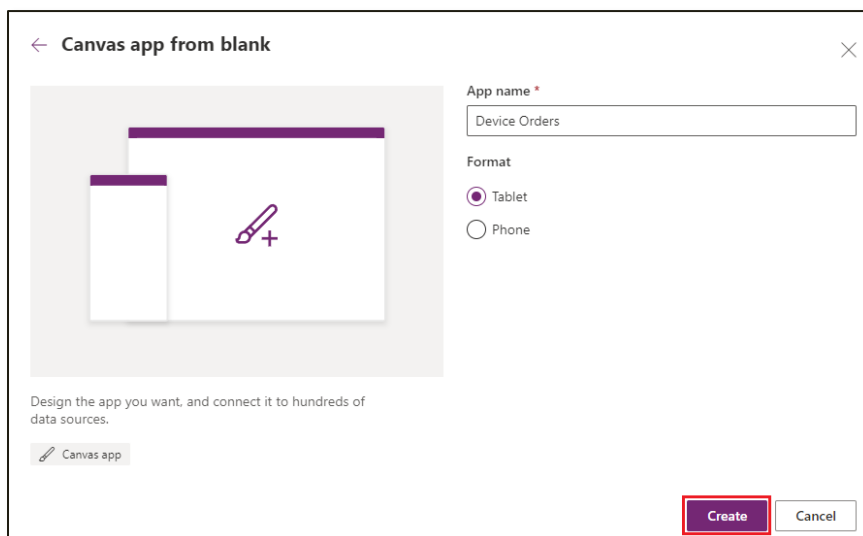 Canvas app from blank
App name *
Device Orders
Format
Tablet
Phone
Design the app you want, and connect it to hundreds of
data sources.
Canvas app
Create
Cancel